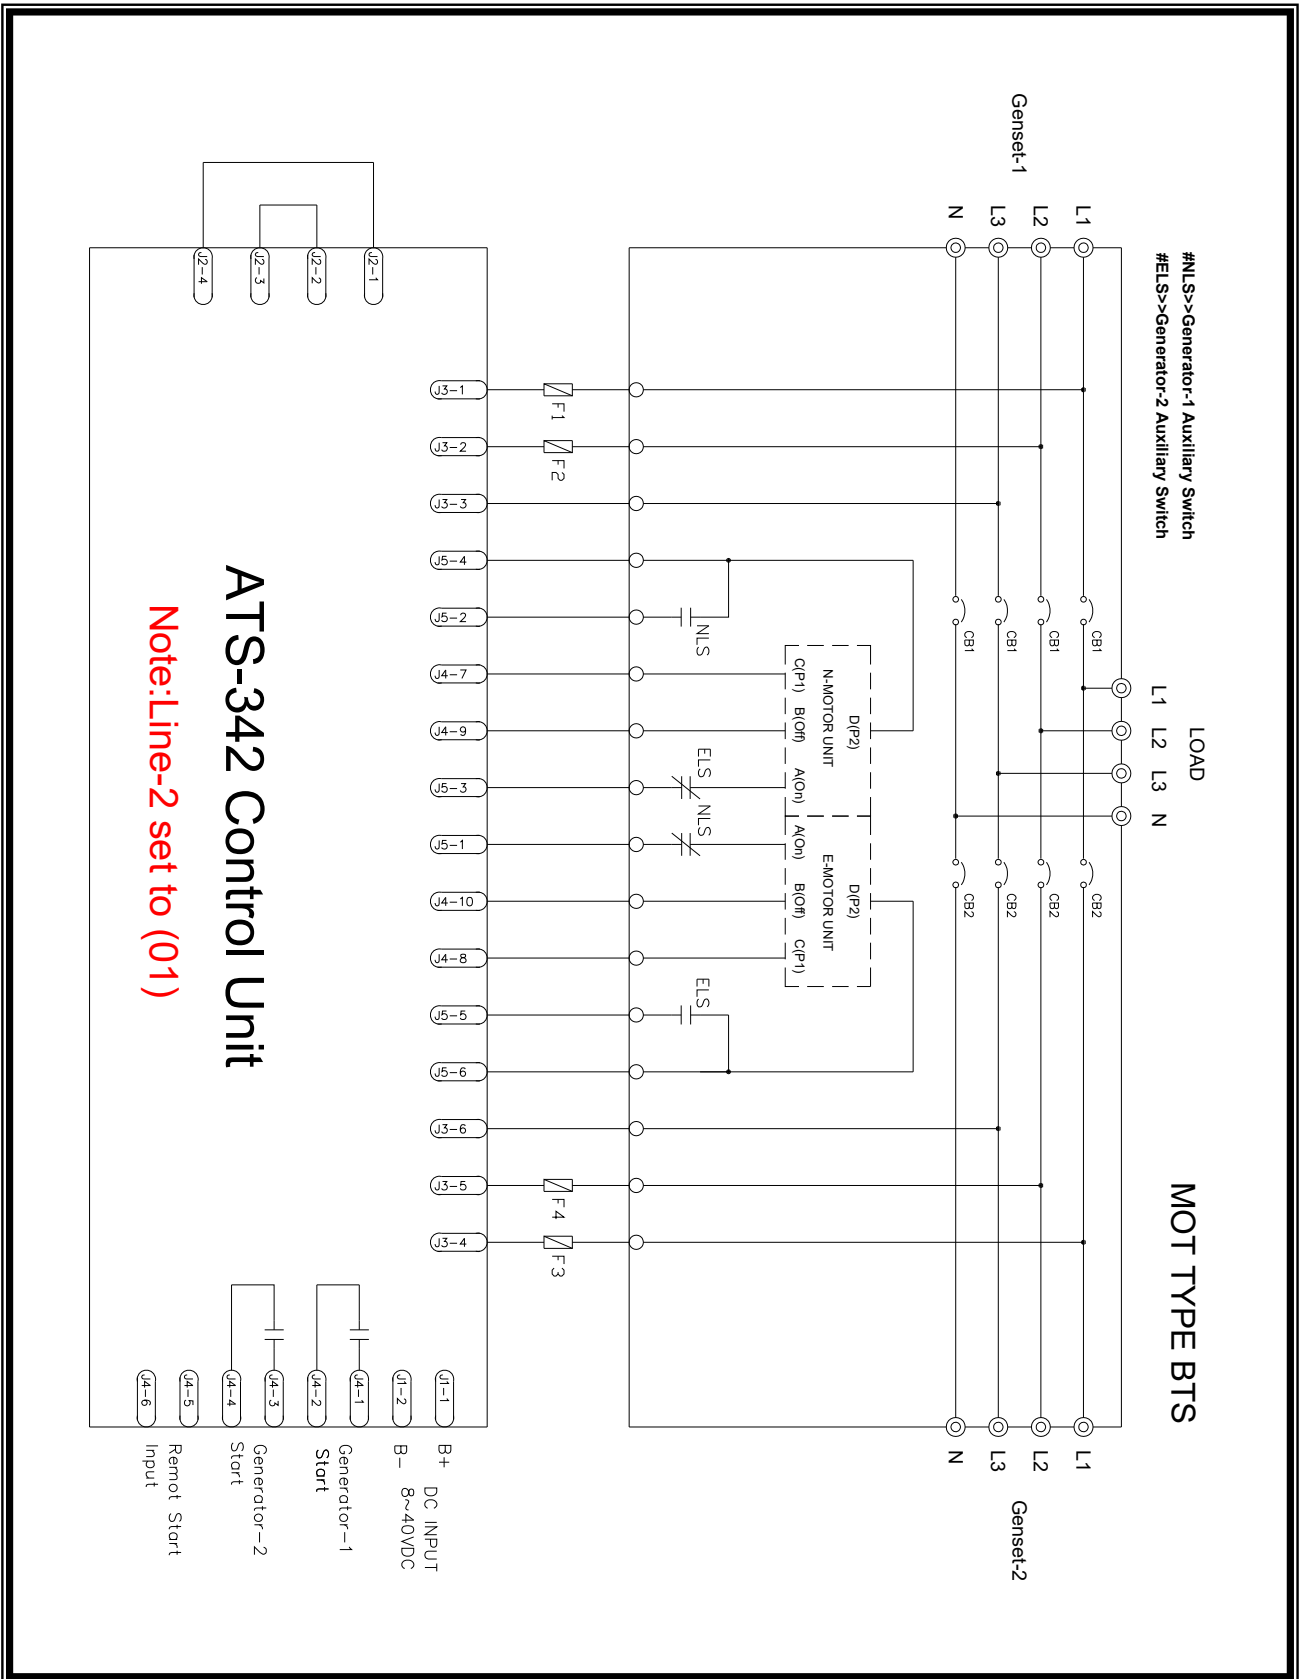 MOT TYPE BTS
#NLS>>Generator-1 Auxiliary Switch
#ELS>>Generator-2 Auxiliary Switch
LOAD
L1 L2 L3 N
Genset-1
L1
L2
L3
N
CB1
CB1
CB1
CB1
CB2
CB2
CB2
CB2
L1
L2
L3
N
Genset-2
D(P2)
N-MOTOR UNIT
C(P1) B(Off) A(On)
D(P2)
E-MOTOR UNIT
A(On) B(Off) C(P1)
NLS
ELS
NLS
ELS
F1
F2
F4
F3
J3-1
J3-2
J3-3
J5-4
J5-2
J4-7
J4-9
J5-3
J5-1
J4-10
J4-8
J5-5
J5-6
J3-6
J3-5
J3-4
J2-1
J2-2
J2-3
J2-4
ATS-342 Control Unit
Note:Line-2 set to (01)
J1-1
J1-2
J4-1
J4-2
J4-3
J4-4
J4-5
J4-6
B+ DC INPUT
B- 8~40VDC
Generator-1
Start
Generator-2
Start
Remot Start
Input